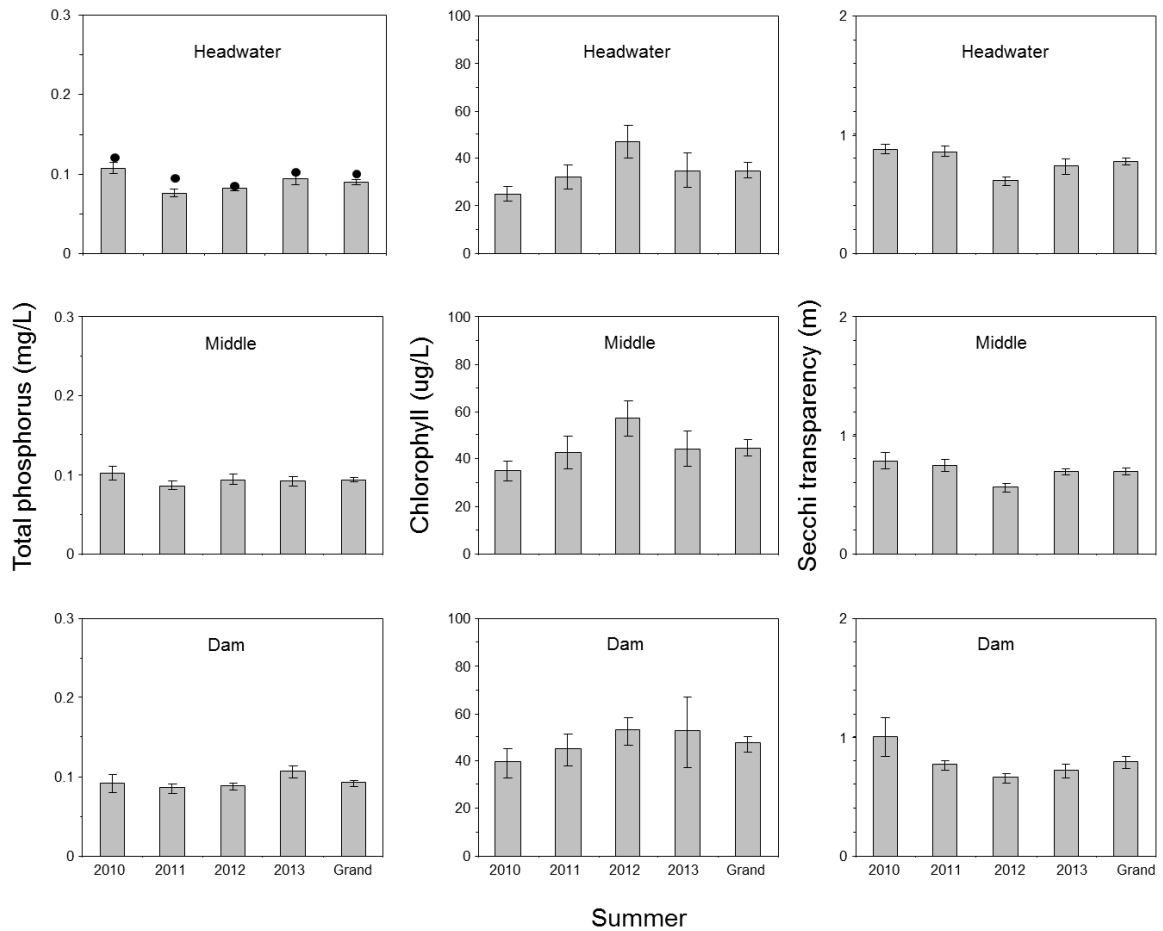 Total phosphorus (mg/L)
0.3
0.2
0.1
0
Headwater
0.3
0.2
0.1
0
Middle
0.3
0.2
0.1
0
Dam
2010 2011 2012 2013 Grand
Chlorophyll (ug/L)
100
80
60
40
20
0
Headwater
100
80
60
40
20
0
Middle
100
80
60
40
20
0
Dam
2010 2011 2012 2013 Grand
Secchi transparency (m)
2
1
0
Headwater
2
1
0
Middle
2
1
0
Dam
2010 2011 2012 2013 Grand
Summer